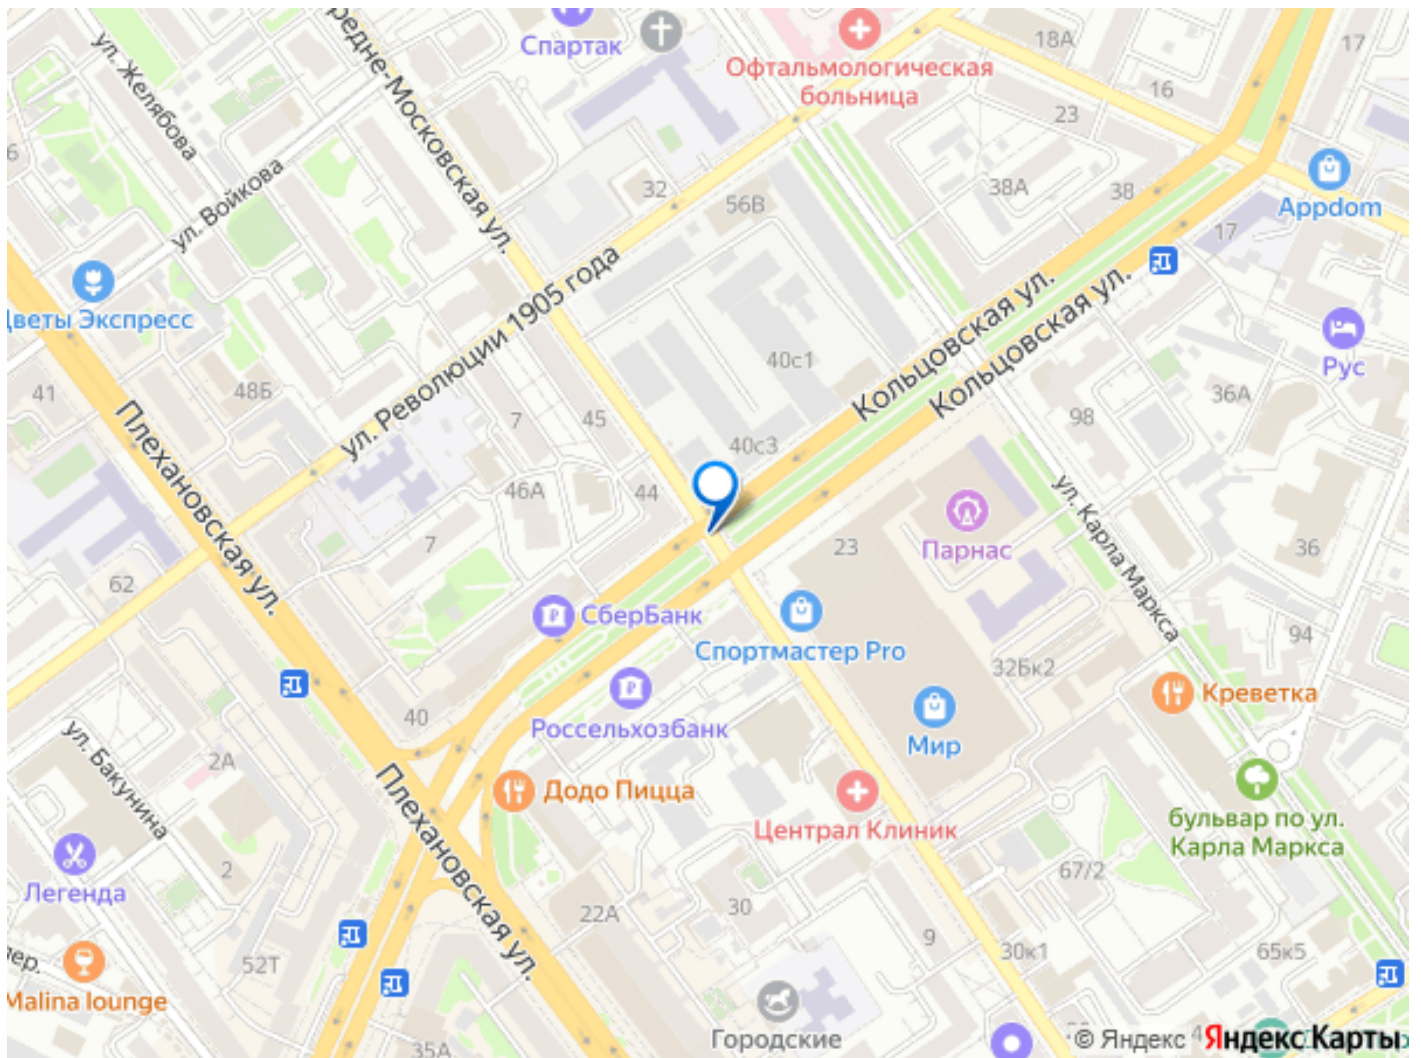 Спартак
18А
17
Офтальмологическая
больница
16
23
ул. Желябова
редне-Московская ул.
6
ул. Войкова
32
56В
38А
38
Appdom
17
цветы Экспресс
ул. Революции 1905 года
Кольцовская ул.
Кольцовская ул.
Рус
40с1
41
48Б
7
45
98
36А
Плехановская ул.
40с3
46А
44
ул. Карла Маркса
Парнас
23
36
7
62
СберБанк
Спортмастер Pro
94
32Бк2
Креветка
40
Россельхозбанк
Мир
ул. Бакунина
2А
Додо Пицца
Плехановская ул.
Централ Клиник
бульвар по ул.
Карла Маркса
2
67/2
Легенда
22А
30
9
30к1
65к5
пер.
52Т
Malina lounge
Городские
35А
© Яндекс Яндекс Карты